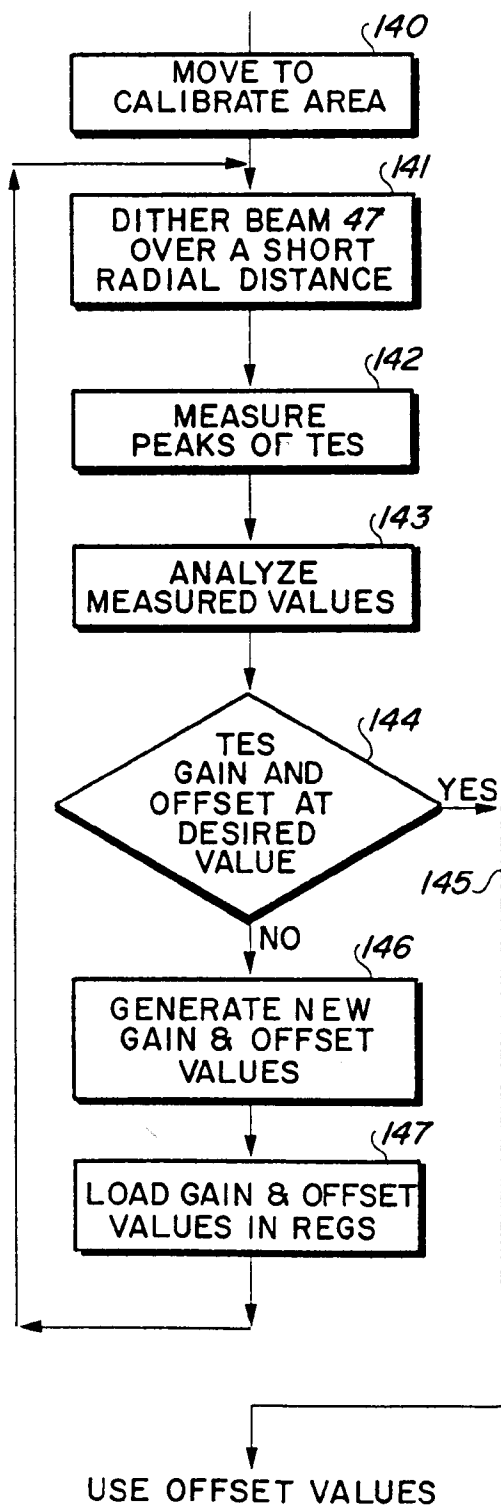 140
MOVE TO
CALIBRATE AREA
141
DITHER BEAM 47
OVER A SHORT
RADIAL DISTANCE
142
MEASURE
PEAKS OF TES
143
ANALYZE
MEASURED VALUES
144
TES
GAIN AND
OFFSET AT
DESIRED
VALUE
YES
145
NO
146
GENERATE NEW
GAIN & OFFSET
VALUES
147
LOAD GAIN & OFFSET
VALUES IN REGS
USE OFFSET VALUES